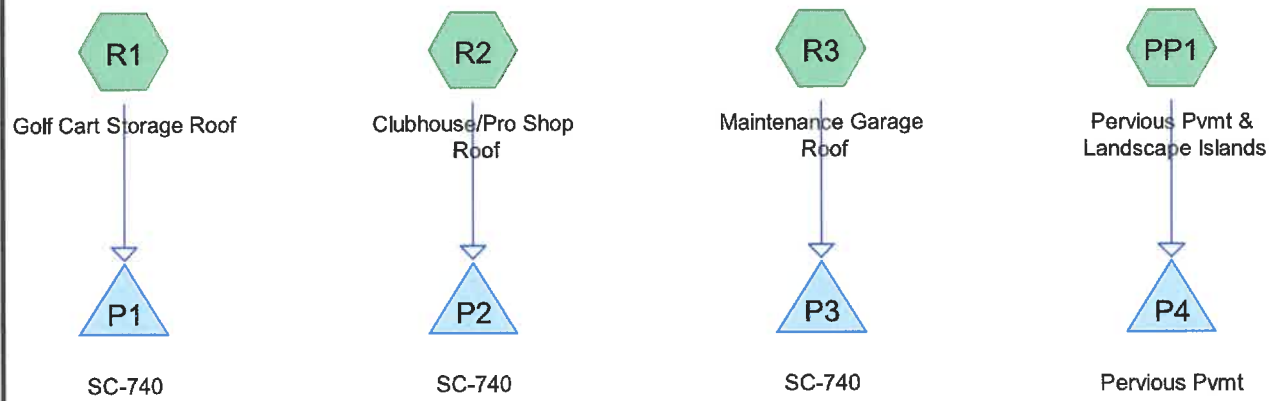 R1
R2
R3
PP1
Golf Cart Storage Roof
Clubhouse/Pro Shop
Roof
Maintenance Garage
Roof
Pervious Pvmt &
Landscape Islands
P1
P2
P3
P4
SC-740
SC-740
SC-740
Pervious Pvmt